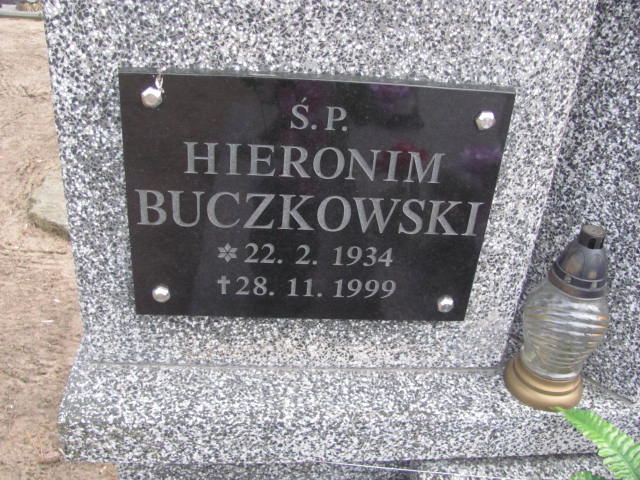 Ś.P.
HIERONIM
BUCZKOWSKI
✲ 22. 2. 1934
† 28. 11. 1999